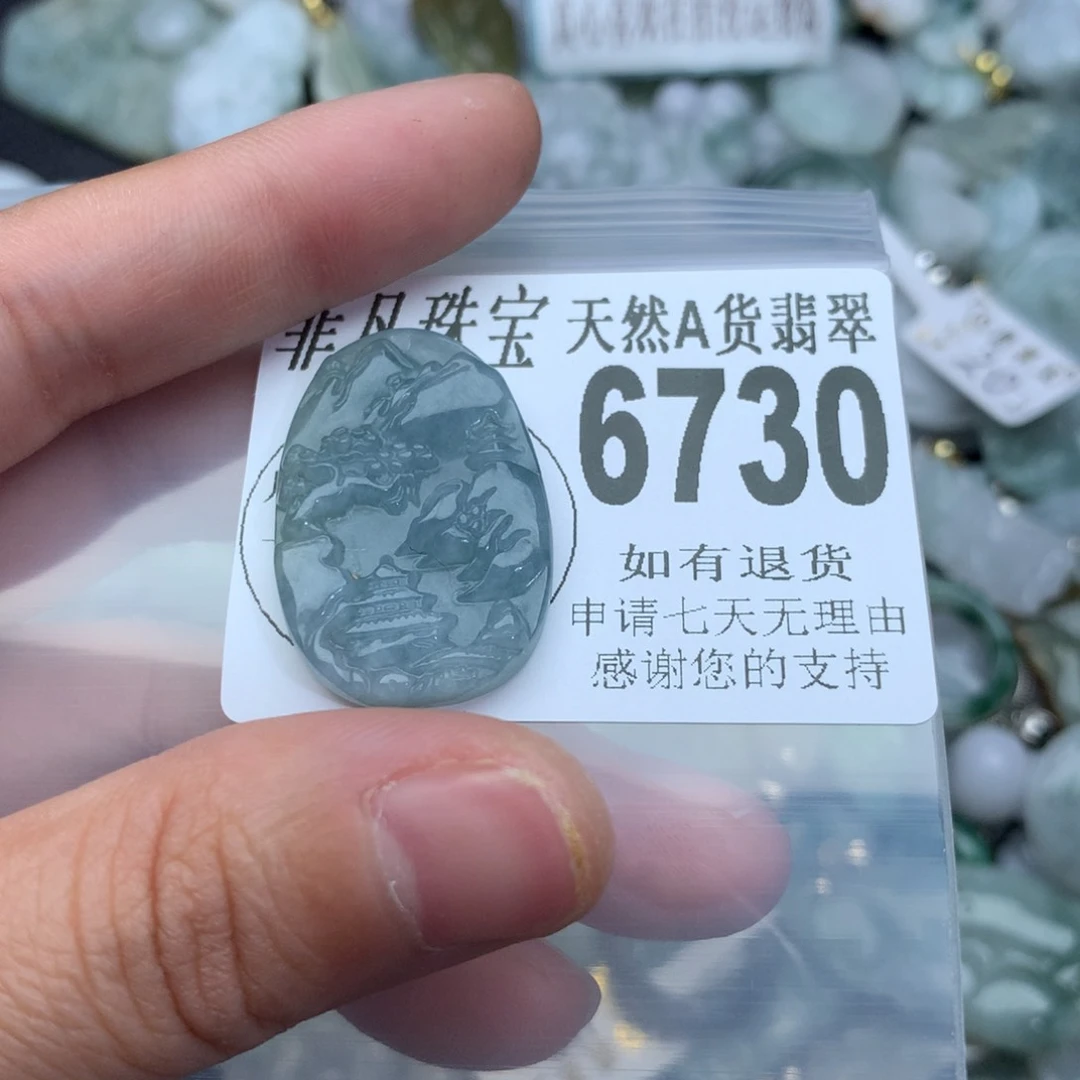 菲凡珠宝 天然A货翡翠
6730
如有退货
申请七天无理由
感谢您的支持